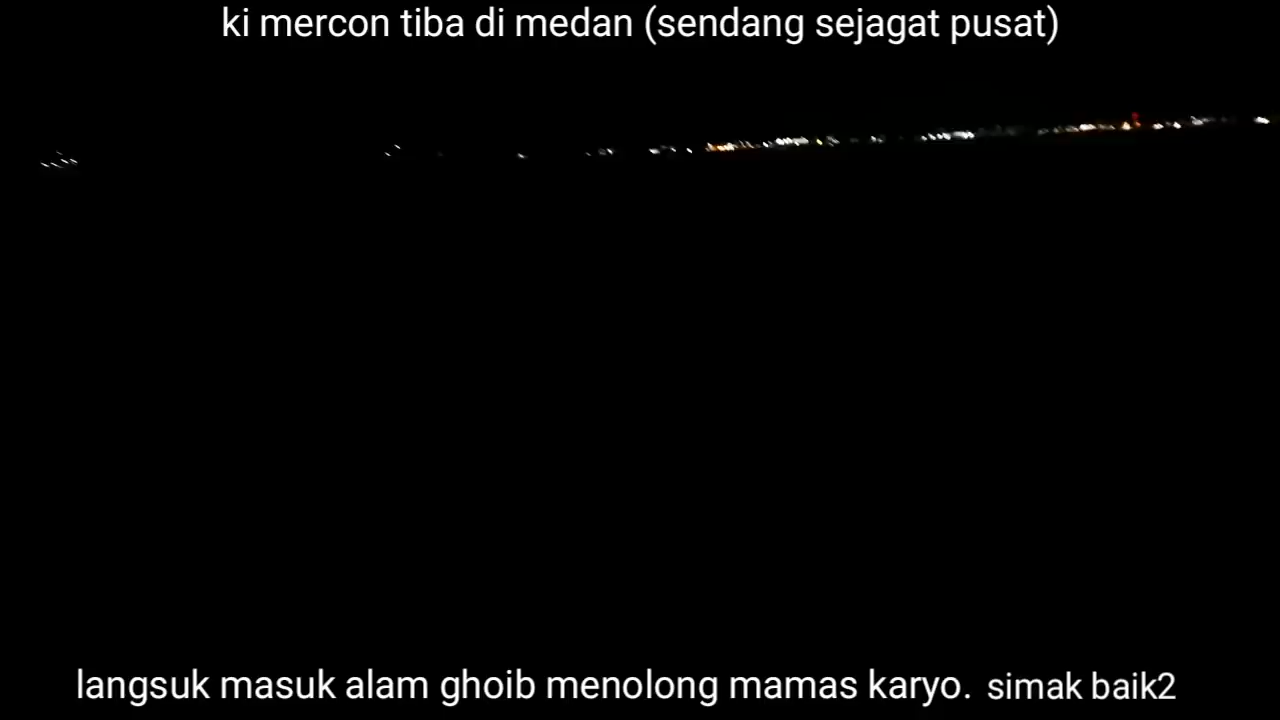 ki mercon tiba di medan (sendang sejagat pusat)
langsuk masuk alam ghoib menolong mamas karyo. simak baik2